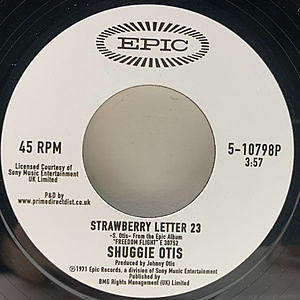 EPIC
45 RPM
5-10798P
3:57
Licensed Courtesy of
Sony Music Entertainment
UK Limited
P&D by
www.primedirectdist.co.uk
STRAWBERRY LETTER 23
-S. Otis- From the Epic Album
"FREEDOM FLIGHT" E 30752
SHUGGIE OTIS
Produced by Johnny Otis
℗ 1971 Epic Records, a division of Sony Music Entertainment
Published by
BMG Rights Management (UK) Limited